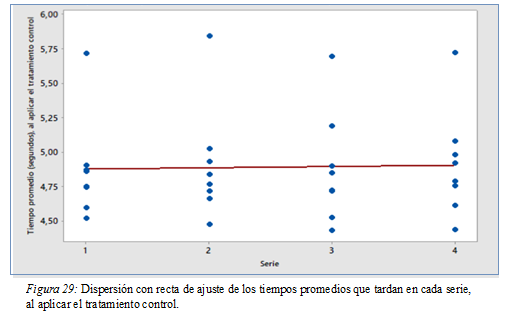 Tiempo promedio (segundos), al aplicar el tratamiento control
6,00
5,75
5,50
5,25
5,00
4,75
4,50
1 2 3 4
Serie
Figura 29: Dispersión con recta de ajuste de los tiempos promedios que tardan en cada serie,
al aplicar el tratamiento control.